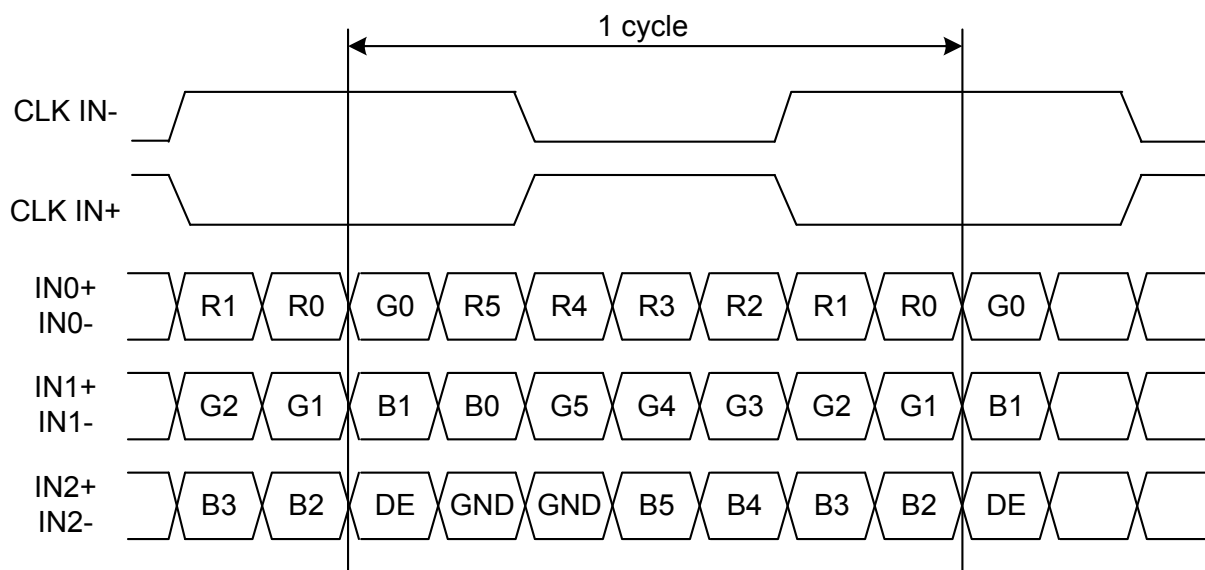 1 cycle
CLK IN-
CLK IN+
IN0+
IN0-
R1 R0 G0 R5 R4 R3 R2 R1 R0 G0
IN1+
IN1-
G2 G1 B1 B0 G5 G4 G3 G2 G1 B1
IN2+
IN2-
B3 B2 DE GND GND B5 B4 B3 B2 DE